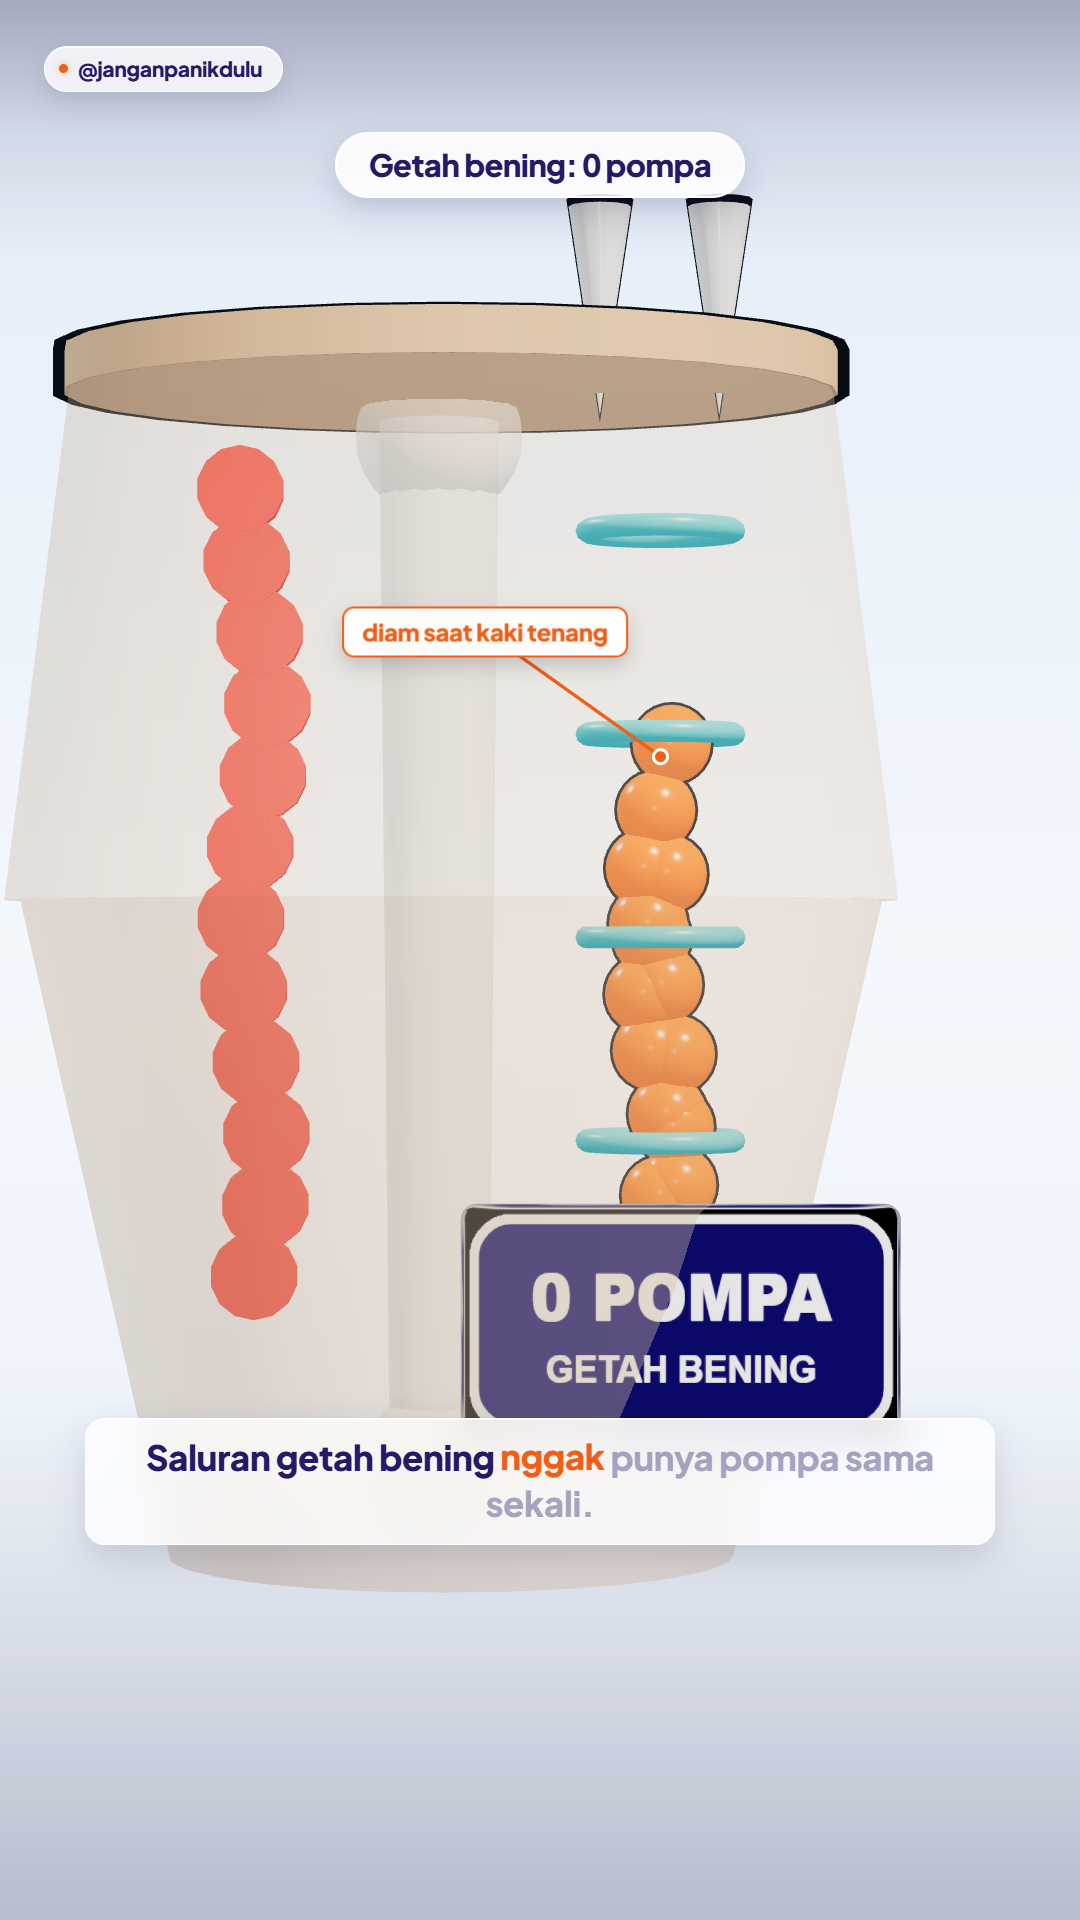 @janganpanikdulu
Getah bening: 0 pompa
diam saat kaki tenang
0 POMPA
GETAH BENING
Saluran getah bening nggak punya pompa sama
sekali.